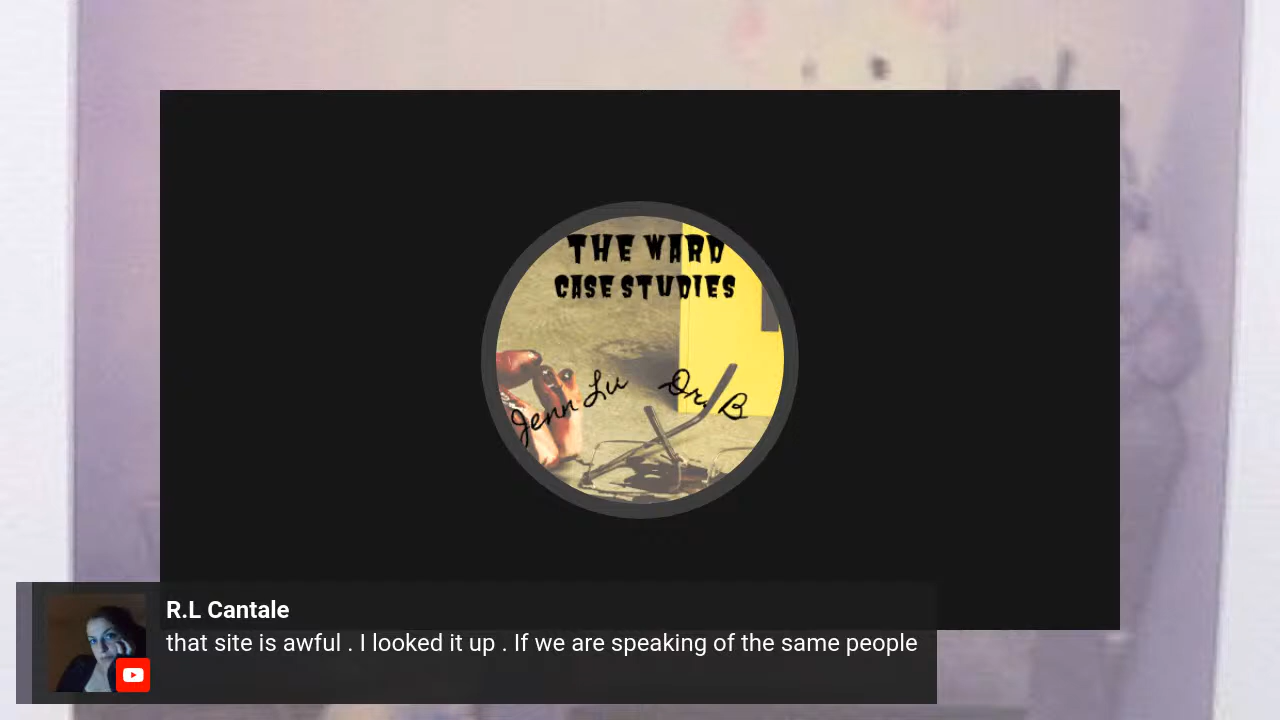 THE WARD
CASE STUDIES
Jenn Lu Dr. B
R.L Cantale
that site is awful . I looked it up . If we are speaking of the same people